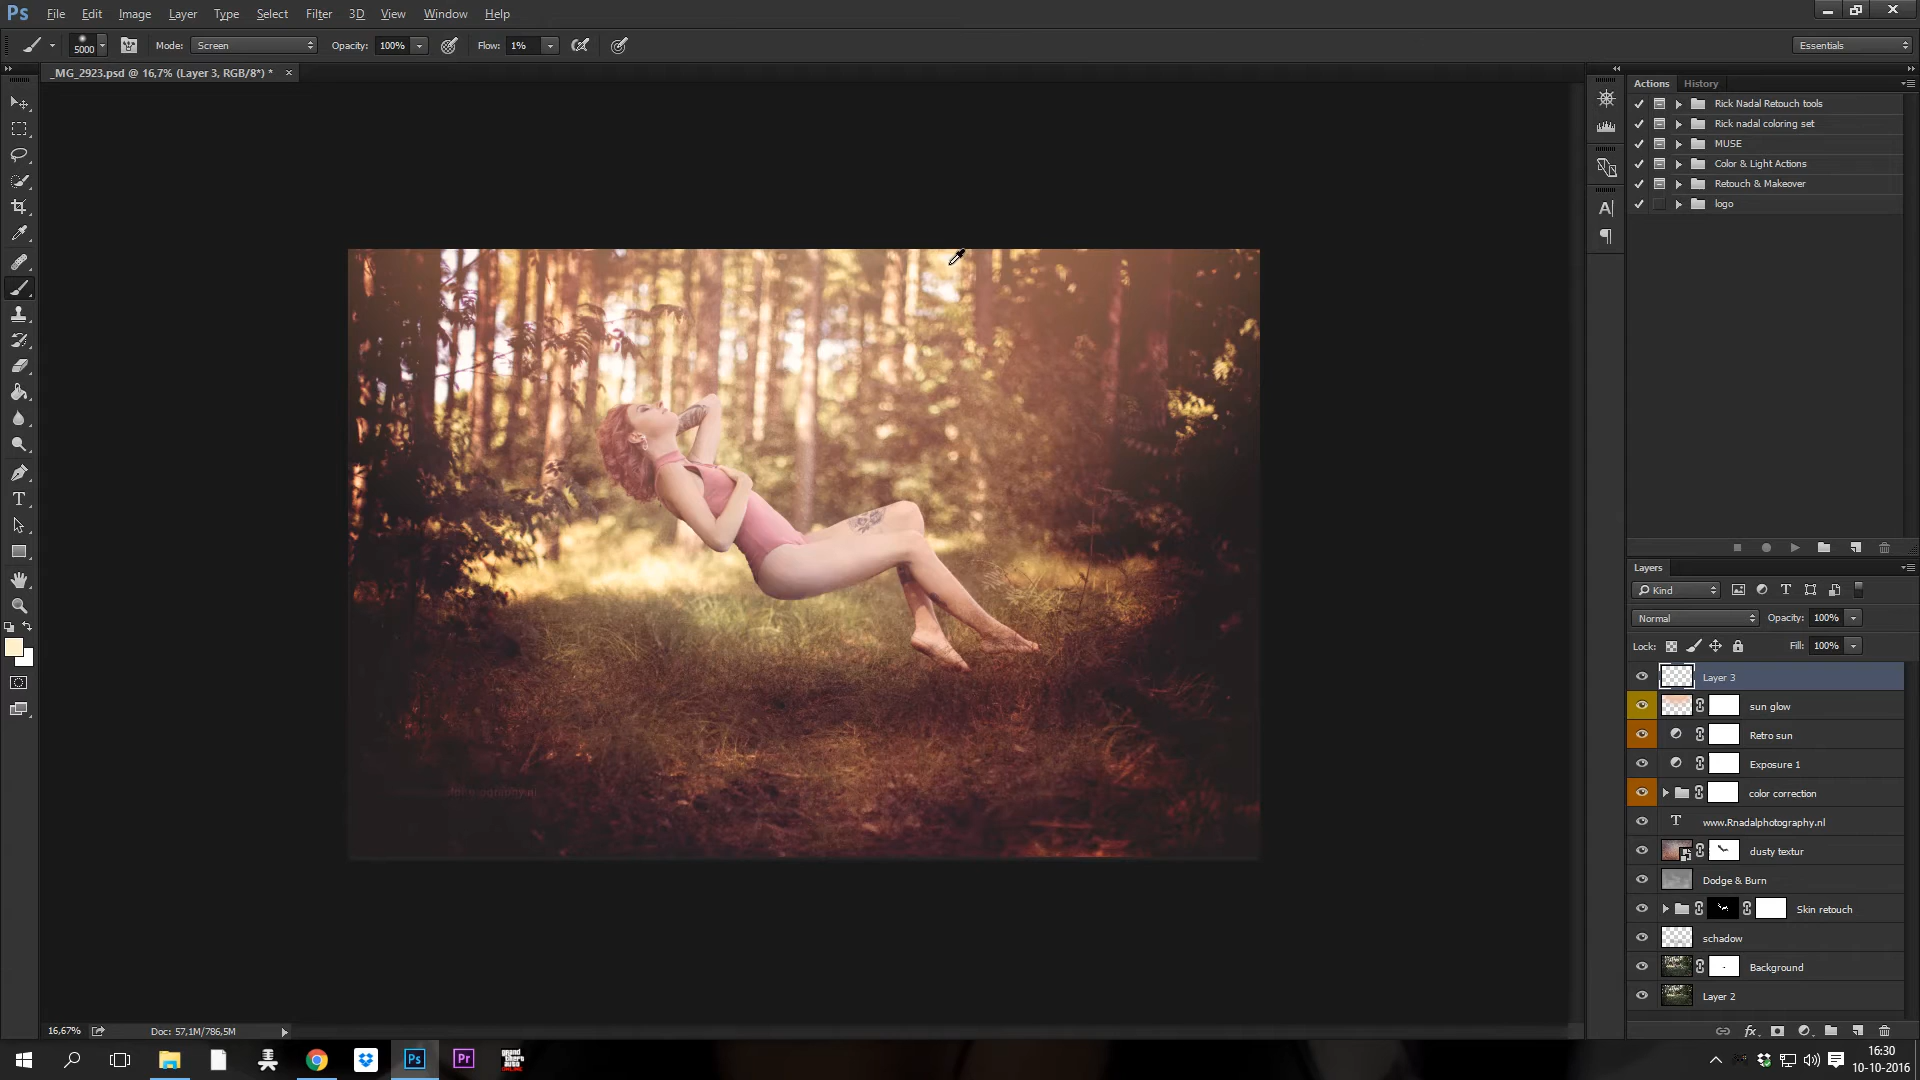 Ps File Edit Image Layer Type Select Filter 3D View Window Help
5000 Mode: Screen Opacity: 100% Flow: 1% Essentials
_MG_2923.psd @ 16,7% (Layer 3, RGB/8*) *
Actions History
Rick Nadal Retouch tools
Rick nadal coloring set
MUSE
Color & Light Actions
Retouch & Makeover
logo
Layers
Kind
Normal Opacity: 100%
Lock: Fill: 100%
Layer 3
sun glow
Retro sun
Exposure 1
color correction
www.Rnadalphotography.nl
dusty textur
Dodge & Burn
Skin retouch
schadow
Background
Layer 2
16,67% Doc: 57,1M/786,5M
Ps Pr
16:30
10-10-2016